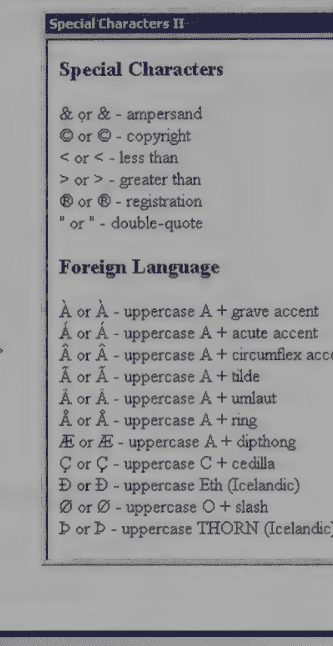 Special Characters II
Special Characters
& or & - ampersand
© or © - copyright
< or < - less than
> or > - greater than
® or ® - registration
" or " - double-quote
Foreign Language
À or À - uppercase A + grave accent
Á or Á - uppercase A + acute accent
Â or Â - uppercase A + circumflex
Ã or Ã - uppercase A + tilde
Ä or Ä - uppercase A + umlaut
Å or Å - uppercase A + ring
Æ or Æ - uppercase A + dipthong
Ç or Ç - uppercase C + cedilla
Ð or Ð - uppercase Eth (Icelandic)
Ø or Ø - uppercase O + slash
Þ or Þ - uppercase THORN (Icelandic)